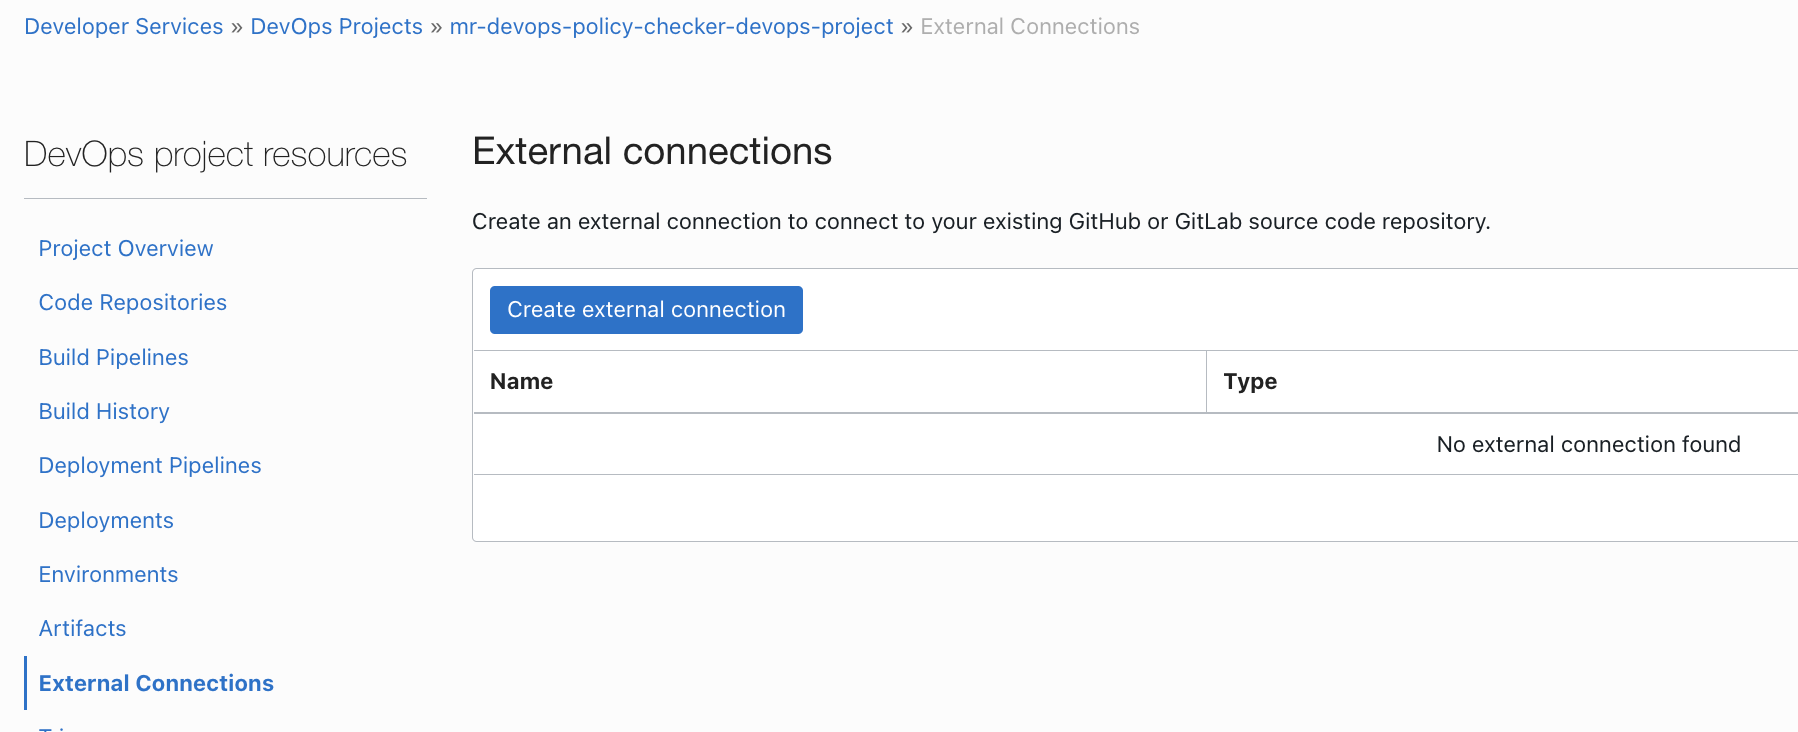 Developer Services » DevOps Projects » mr-devops-policy-checker-devops-project » External Connections
DevOps project resources
Project Overview
Code Repositories
Build Pipelines
Build History
Deployment Pipelines
Deployments
Environments
Artifacts
External Connections
External connections
Create an external connection to connect to your existing GitHub or GitLab source code repository.
Create external connection
Name Type
No external connection found